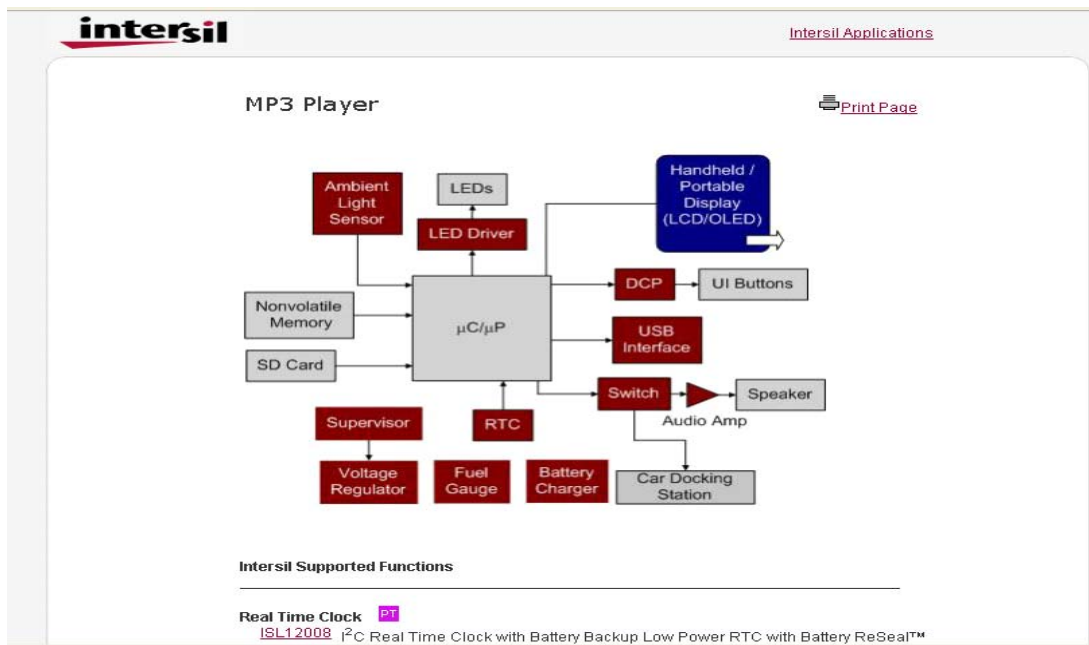 intersil
Intersil Applications
MP3 Player
Print Page
Ambient
Light
Sensor
LEDs
LED Driver
Handheld /
Portable
Display
(LCD/OLED)
Nonvolatile
Memory
µC/µP
DCP
UI Buttons
USB
Interface
SD Card
Switch
Speaker
Audio Amp
Supervisor
RTC
Voltage
Regulator
Fuel
Gauge
Battery
Charger
Car Docking
Station
Intersil Supported Functions
Real Time Clock PT
ISL12008 I²C Real Time Clock with Battery Backup Low Power RTC with Battery ReSeal™